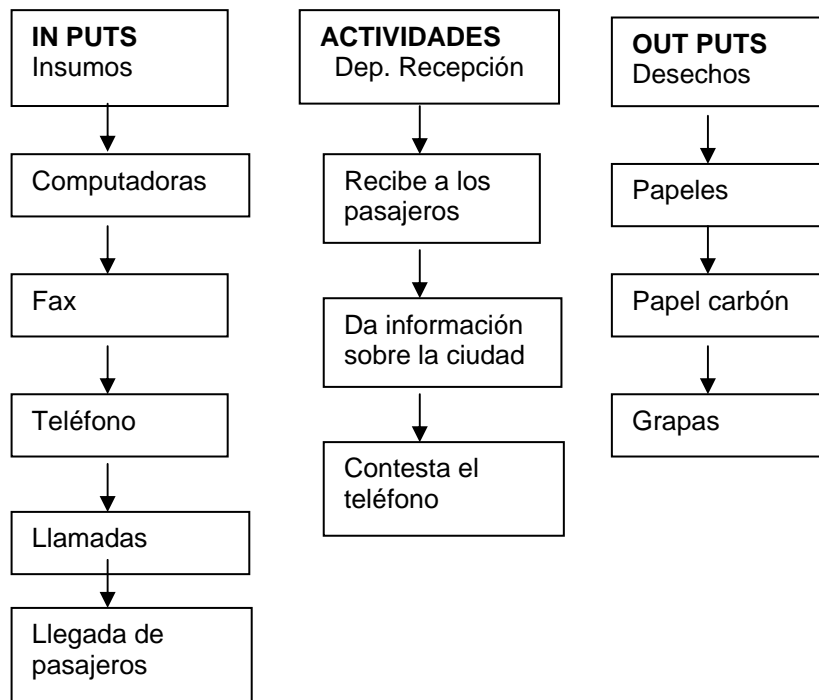 IN PUTS
Insumos
Computadoras
Fax
Teléfono
Llamadas
Llegada de
pasajeros
ACTIVIDADES
Dep. Recepción
Recibe a los
pasajeros
Da información
sobre la ciudad
Contesta el
teléfono
OUT PUTS
Desechos
Papeles
Papel carbón
Grapas